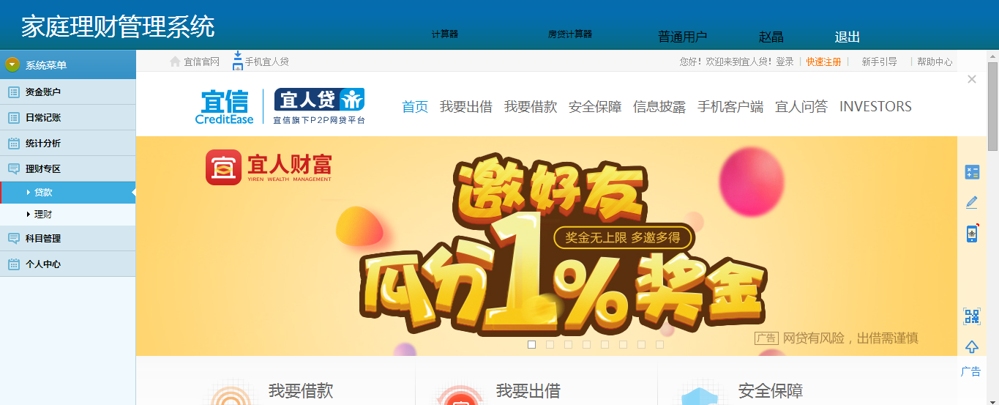 家庭理财管理系统
计算器 房贷计算器 普通用户 赵晶 退出
系统菜单
资金账户
日常记账
统计分析
理财专区
贷款
理财
科目管理
个人中心
宜信官网 手机宜人贷 您好！欢迎来到宜人贷！登录 快速注册 新手引导 帮助中心
宜信
CreditEase
宜人贷
宜信旗下P2P网贷平台
首页 我要出借 我要借款 安全保障 信息披露 手机客户端 宜人问答 INVESTORS
宜人财富
YIREN WEALTH MANAGEMENT
邀好友
奖金无上限 多邀多得
瓜分1%奖金
广告 网贷有风险，出借需谨慎
广告
我要借款 我要出借 安全保障